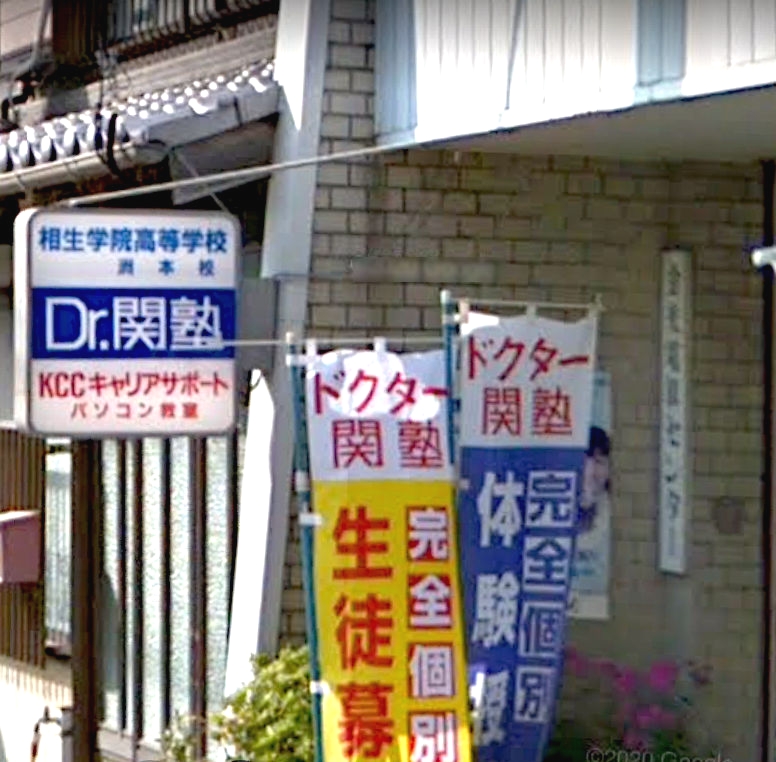 相生学院高等学校
洲本校
Dr.関塾
KCCキャリアサポート
パソコン教室
ドクター
関塾
生徒募
完全個別
ドクター
関塾
体験授
完全個別
©2020 Google